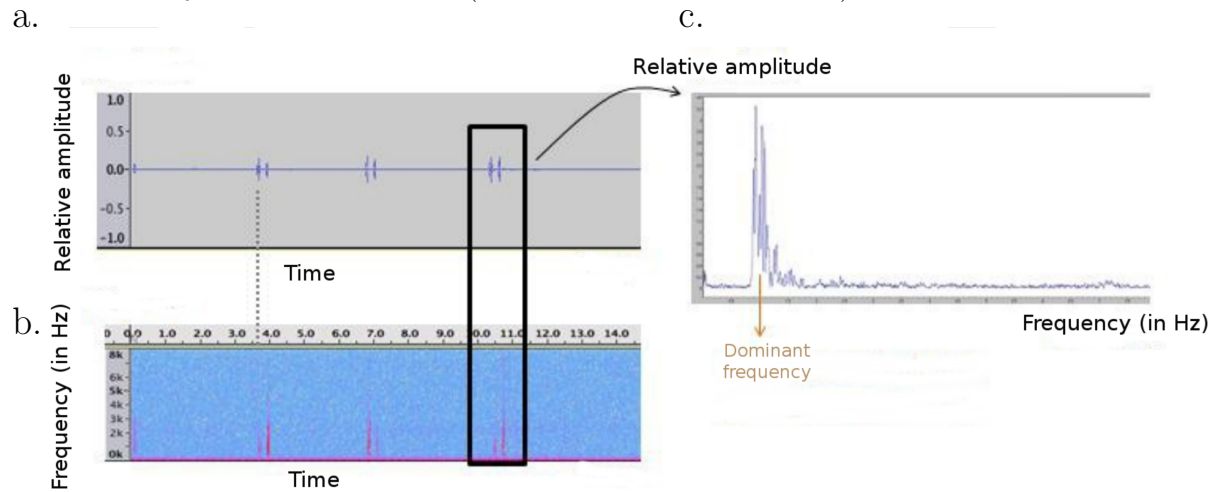 a.
Relative amplitude
1.0
0.5
0.0
-0.5
-1.0
Time
b.
Frequency (in Hz)
0 0.0 1.0 2.0 3.0 4.0 5.0 6.0 7.0 8.0 9.0 0.0 11.0 12.0 13.0 14.0
8k
6k
5k
4k
3k
2k
0k
Time
c.
Relative amplitude
Frequency (in Hz)
Dominant
frequency